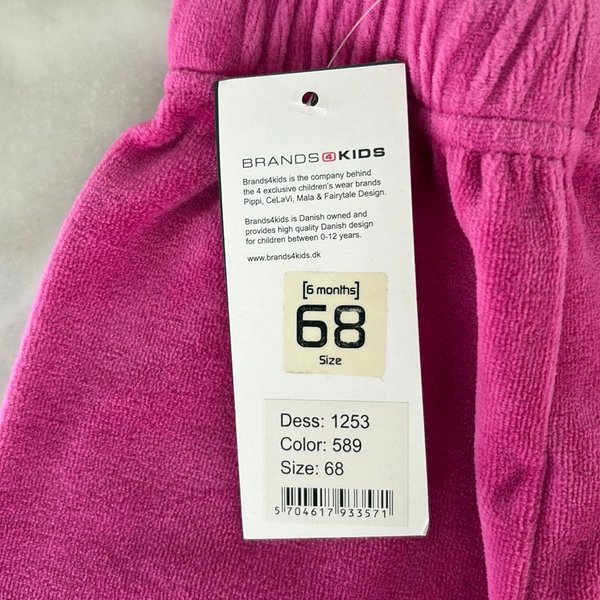 BRANDS4KIDS
Brands4kids is the company behind
the 4 exclusive children's wear brands
Pippi, CeLaVi, Mala & Fairytale Design.
Brands4kids is Danish owned and
provides high quality Danish design
for children between 0-12 years.
www.brands4kids.dk
[6 months]
68
Size
Dess: 1253
Color: 589
Size: 68
5 704617 933571